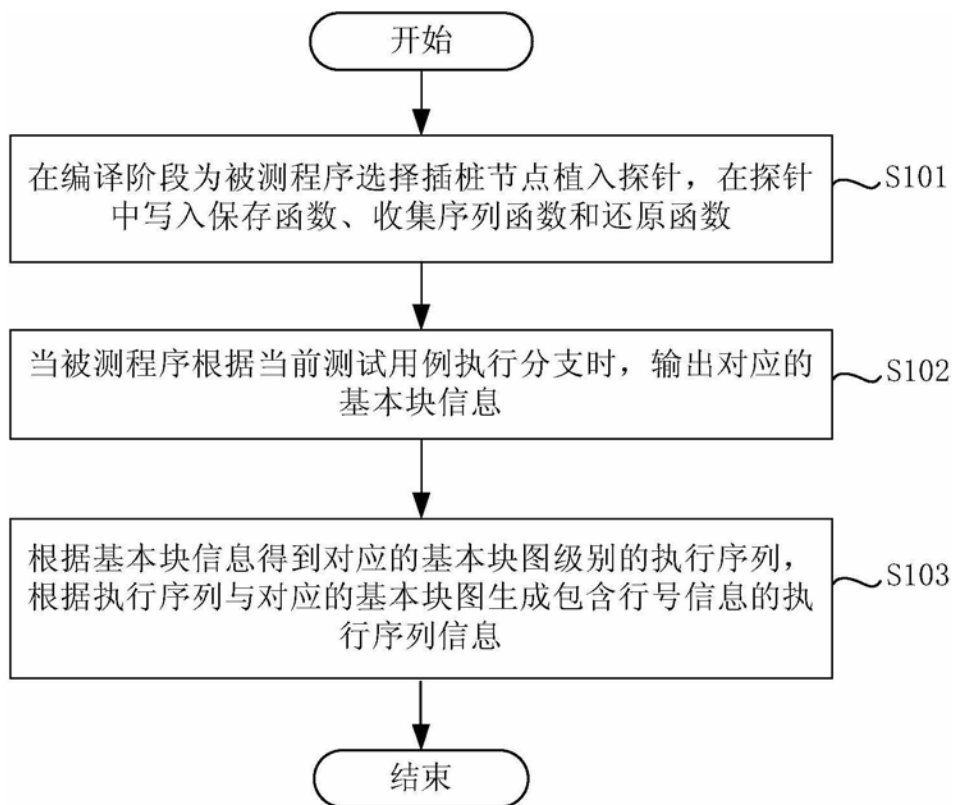 开始
在编译阶段为被测程序选择插桩节点植入探针，在探针
中写入保存函数、收集序列函数和还原函数
S101
当被测程序根据当前测试用例执行分支时，输出对应的
基本块信息
S102
根据基本块信息得到对应的基本块图级别的执行序列，
根据执行序列与对应的基本块图生成包含行号信息的执
行序列信息
S103
结束